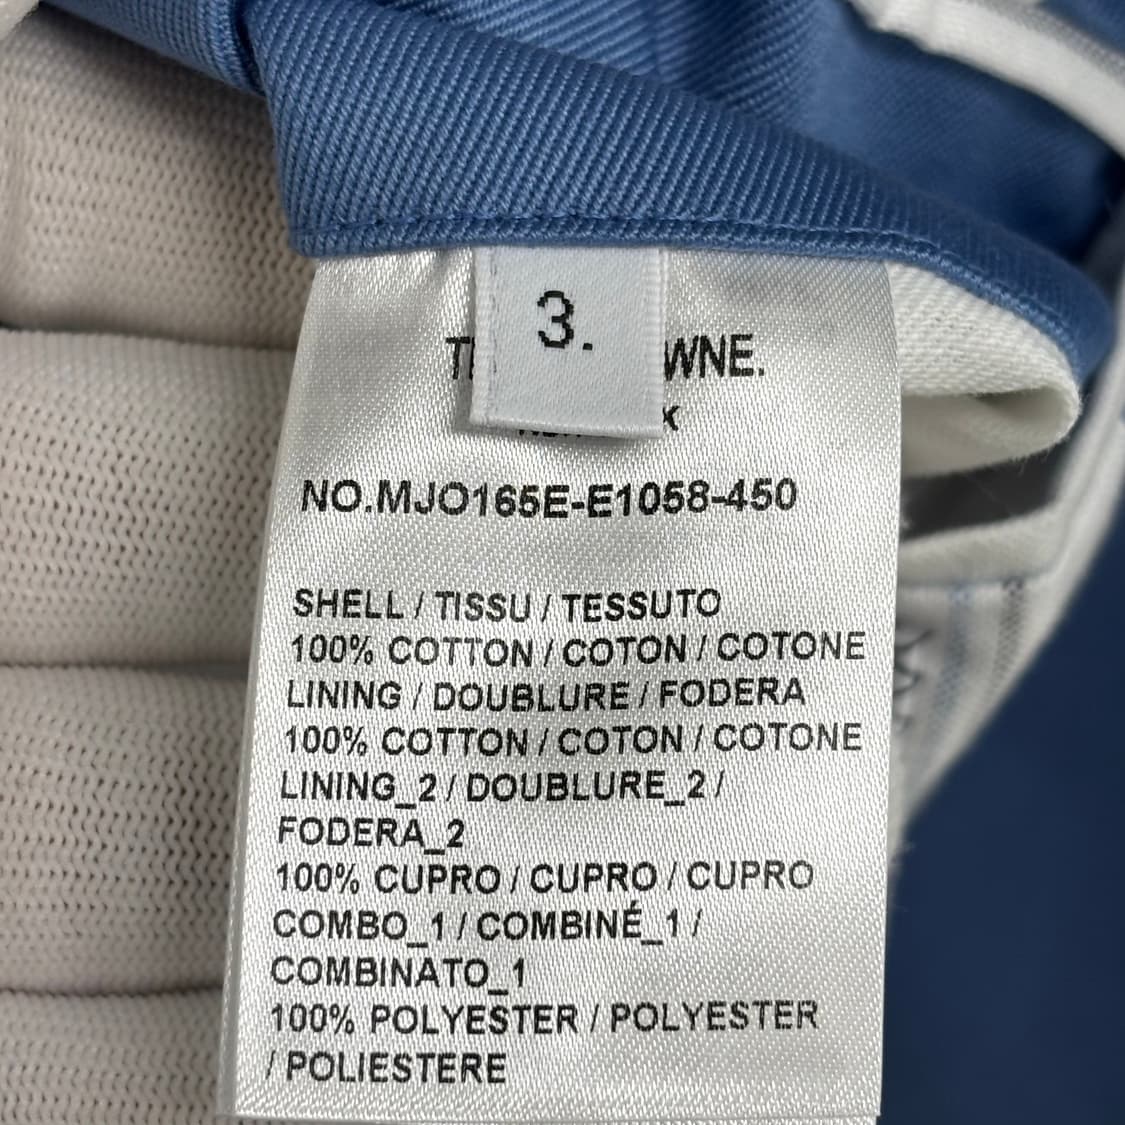 3.
WNE.
NO.MJO165E-E1058-450
SHELL / TISSU / TESSUTO
100% COTTON / COTON / COTONE
LINING / DOUBLURE / FODERA
100% COTTON / COTON / COTONE
LINING_2 / DOUBLURE_2 /
FODERA_2
100% CUPRO / CUPRO / CUPRO
COMBO_1 / COMBINÉ_1 /
COMBINATO_1
100% POLYESTER / POLYESTER
/ POLIESTERE